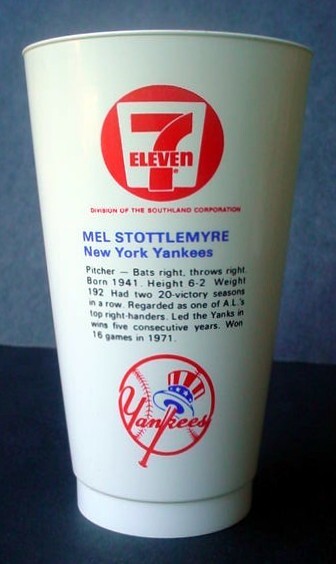 7
ELEVEn
®
DIVISION OF THE SOUTHLAND CORPORATION
MEL STOTTLEMYRE
New York Yankees
Pitcher — Bats right, throws right.
Born 1941. Height 6-2 Weight
192 Had two 20-victory seasons
in a row. Regarded as one of A.L.'s
top right-handers. Led the Yanks in
wins five consecutive years. Won
16 games in 1971.
Yankees